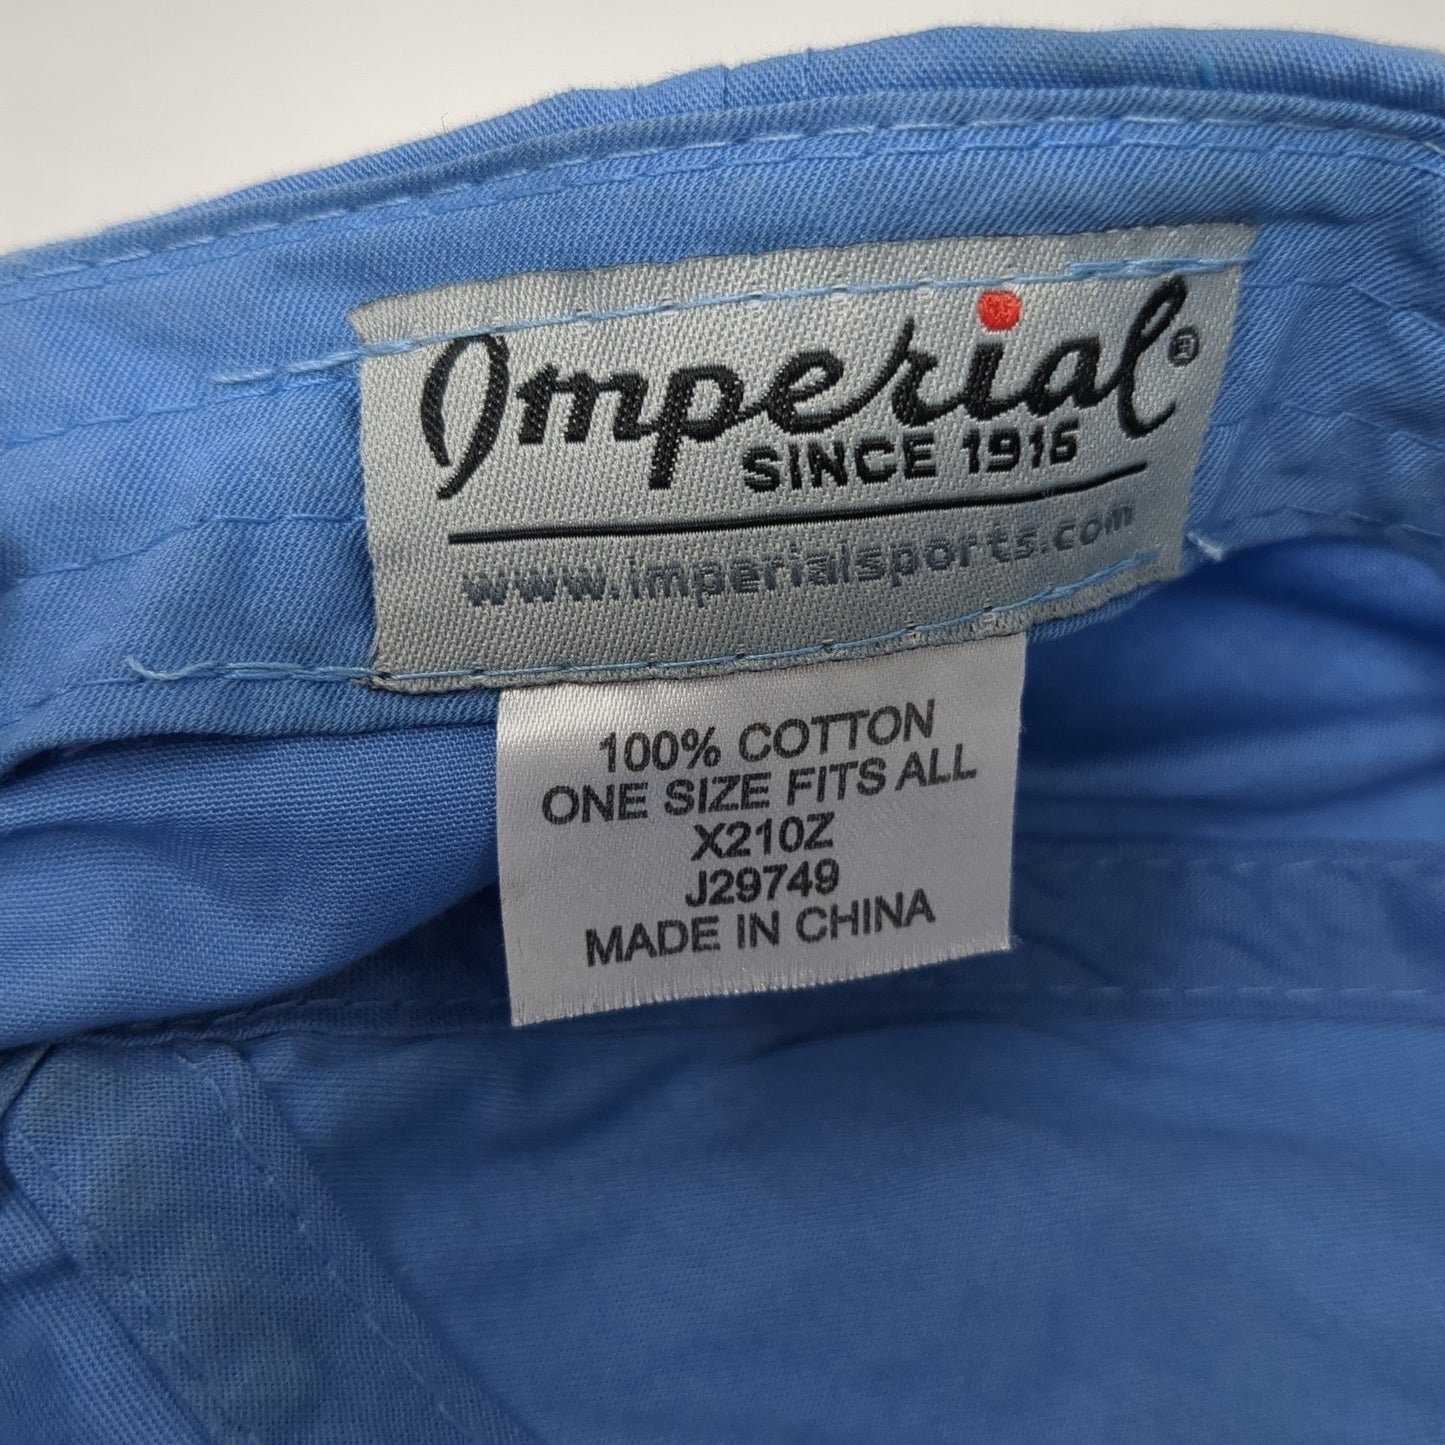 Imperial®
SINCE 1916
www.imperialsports.com
100% COTTON
ONE SIZE FITS ALL
X210Z
J29749
MADE IN CHINA